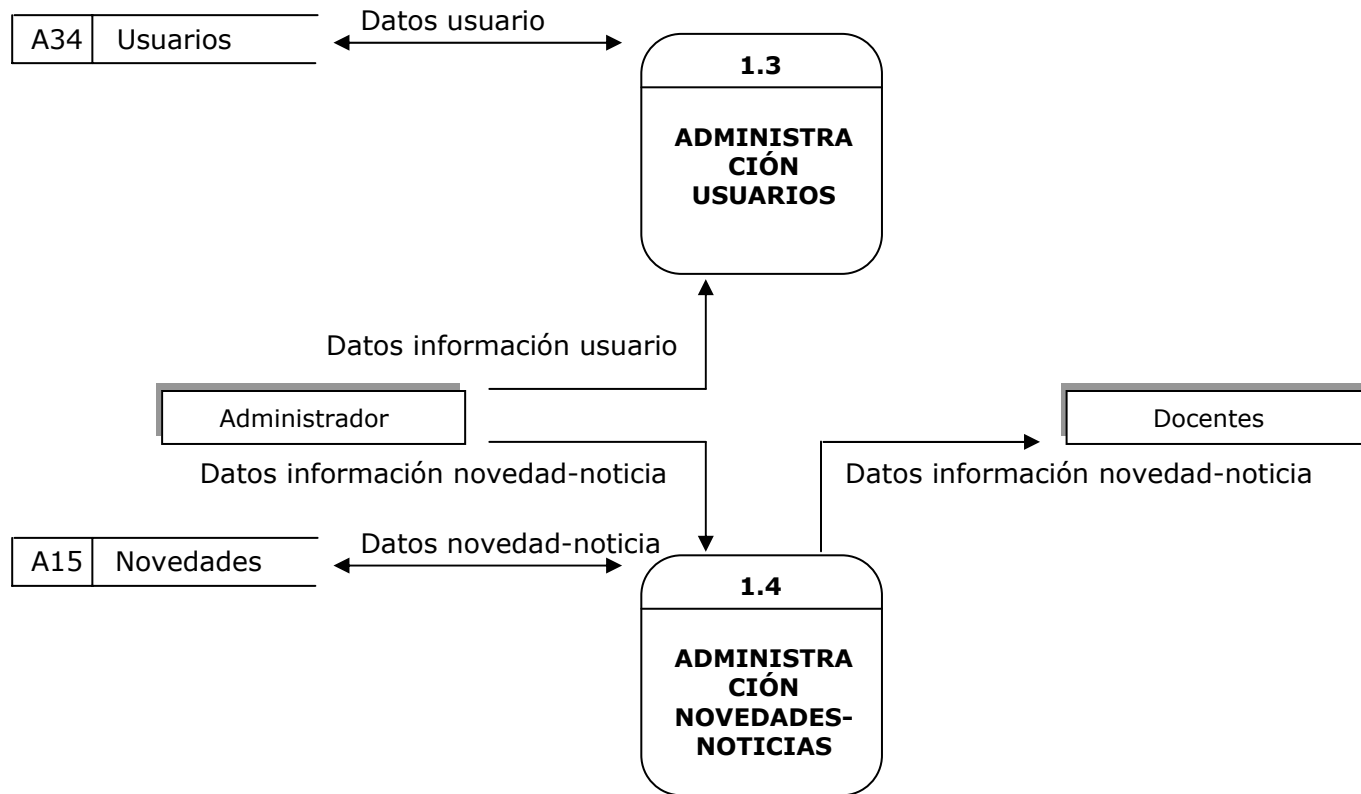 Datos usuario
A34 Usuarios
1.3
ADMINISTRA
CIÓN
USUARIOS
Datos información usuario
Administrador
Docentes
Datos información novedad-noticia
Datos información novedad-noticia
Datos novedad-noticia
A15 Novedades
1.4
ADMINISTRA
CIÓN
NOVEDADES-
NOTICIAS